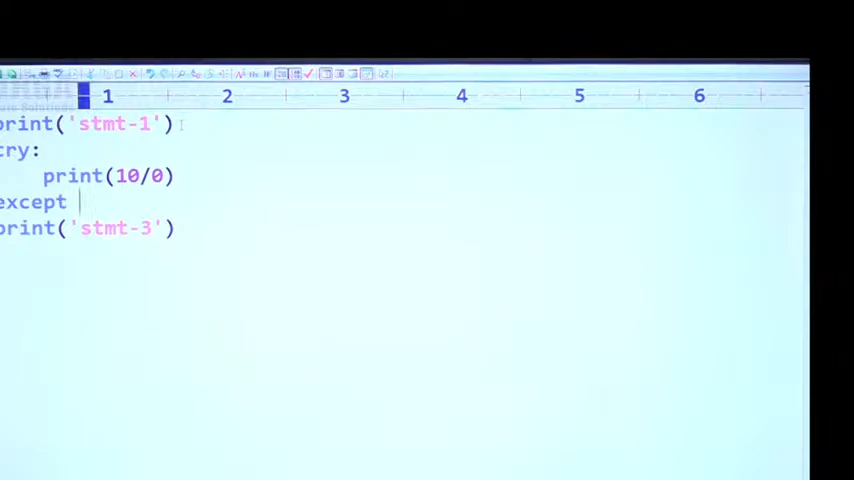 1 2 3 4 5 6
print('stmt-1')
try:
print(10/0)
except
print('stmt-3')